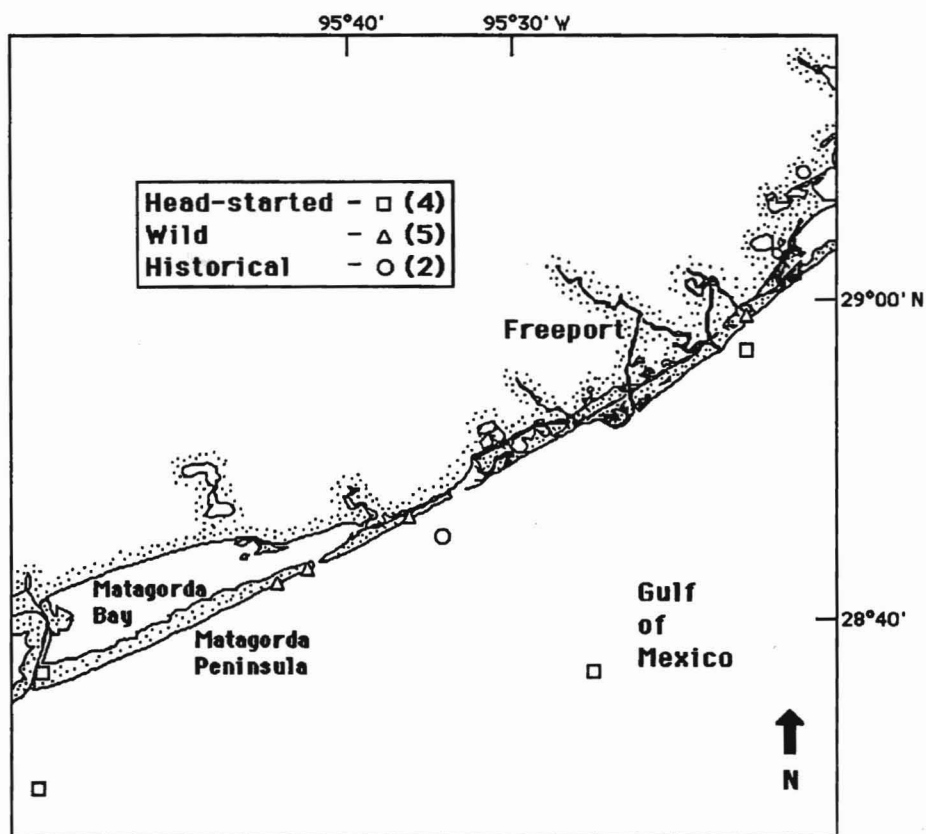 95°40' 95°30' W
Head-started - □ (4)
Wild - △ (5)
Historical - ○ (2)
29°00' N
Freeport
Matagorda
Bay
Gulf
of
Mexico
28°40'
Matagorda
Peninsula
N